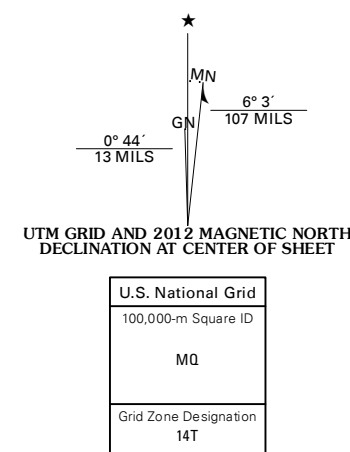 ★
MN
GN
6° 3´
107 MILS
0° 44´
13 MILS
UTM GRID AND 2012 MAGNETIC NORTH
DECLINATION AT CENTER OF SHEET
U.S. National Grid
100,000-m Square ID
MQ
Grid Zone Designation
14T